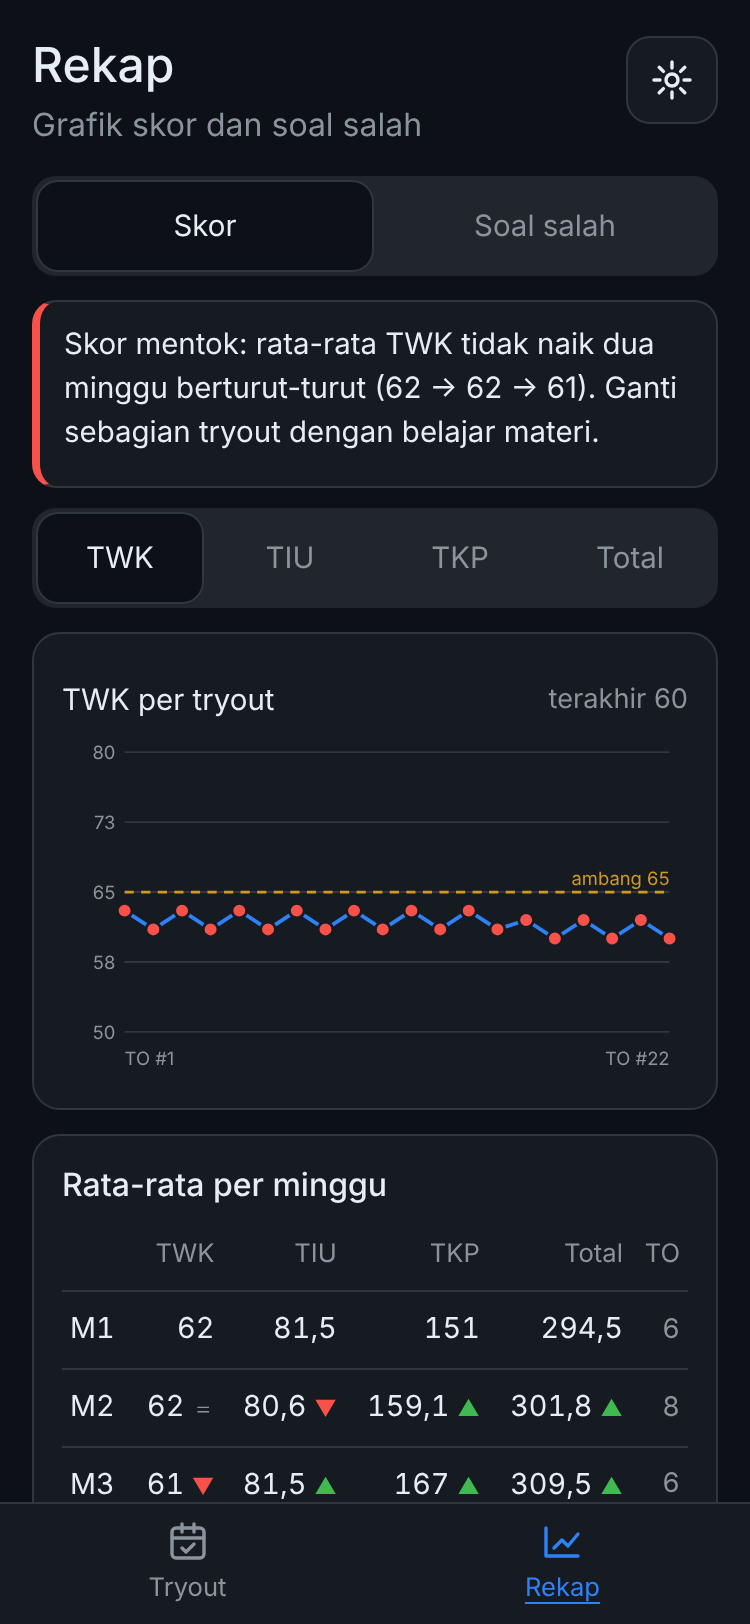 Rekap
Grafik skor dan soal salah
Skor
Soal salah
Skor mentok: rata-rata TWK tidak naik dua
minggu berturut-turut (62 → 62 → 61). Ganti
sebagian tryout dengan belajar materi.
TWK TIU TKP Total
TWK per tryout
terakhir 60
80
73
ambang 65
65
58
50
TO #1
TO #22
Rata-rata per minggu
TWK TIU TKP Total TO
M1 62 81,5 151 294,5 6
M2 62 = 80,6 ▼ 159,1 ▲ 301,8 ▲ 8
M3 61 ▼ 81,5 ▲ 167 ▲ 309,5 ▲ 6
Tryout
Rekap